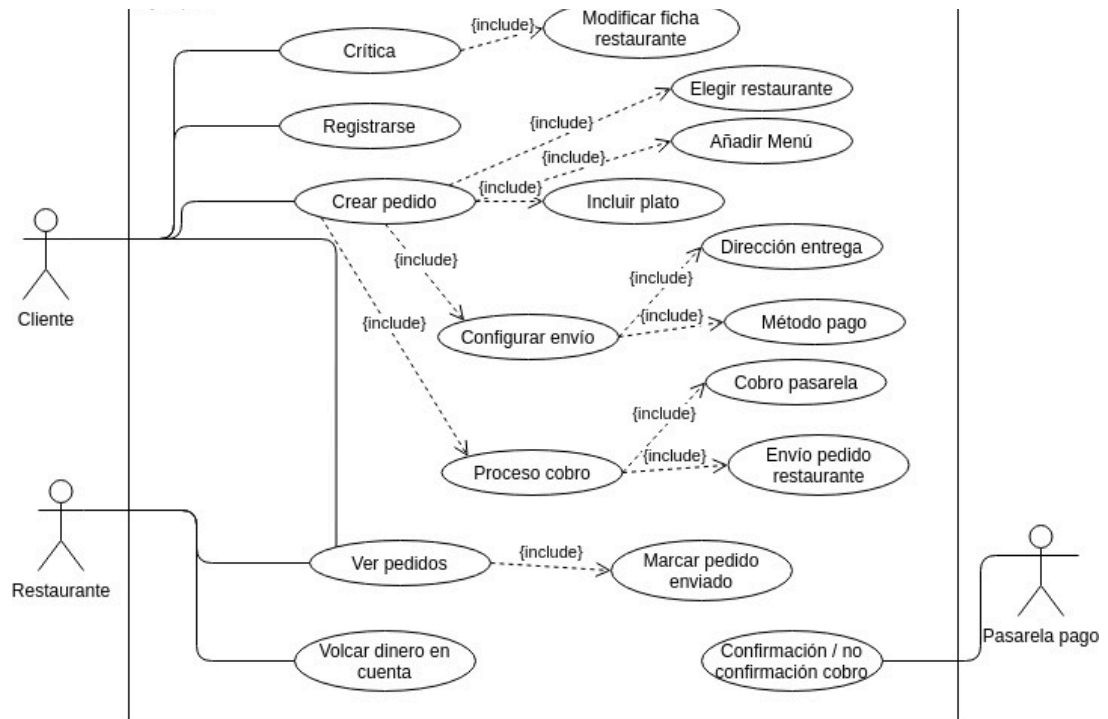 Modificar ficha
restaurante
{include}
Crítica
Elegir restaurante
{include}
Registrarse
Añadir Menú
{include}
Crear pedido
{include}
Incluir plato
Dirección entrega
{include}
{include}
Cliente
{include}
Configurar envío
{include}
Método pago
Cobro pasarela
{include}
Proceso cobro
{include}
Envío pedido
restaurante
Restaurante
Ver pedidos
{include}
Marcar pedido
enviado
Volcar dinero en
cuenta
Confirmación / no
confirmación cobro
Pasarela pago